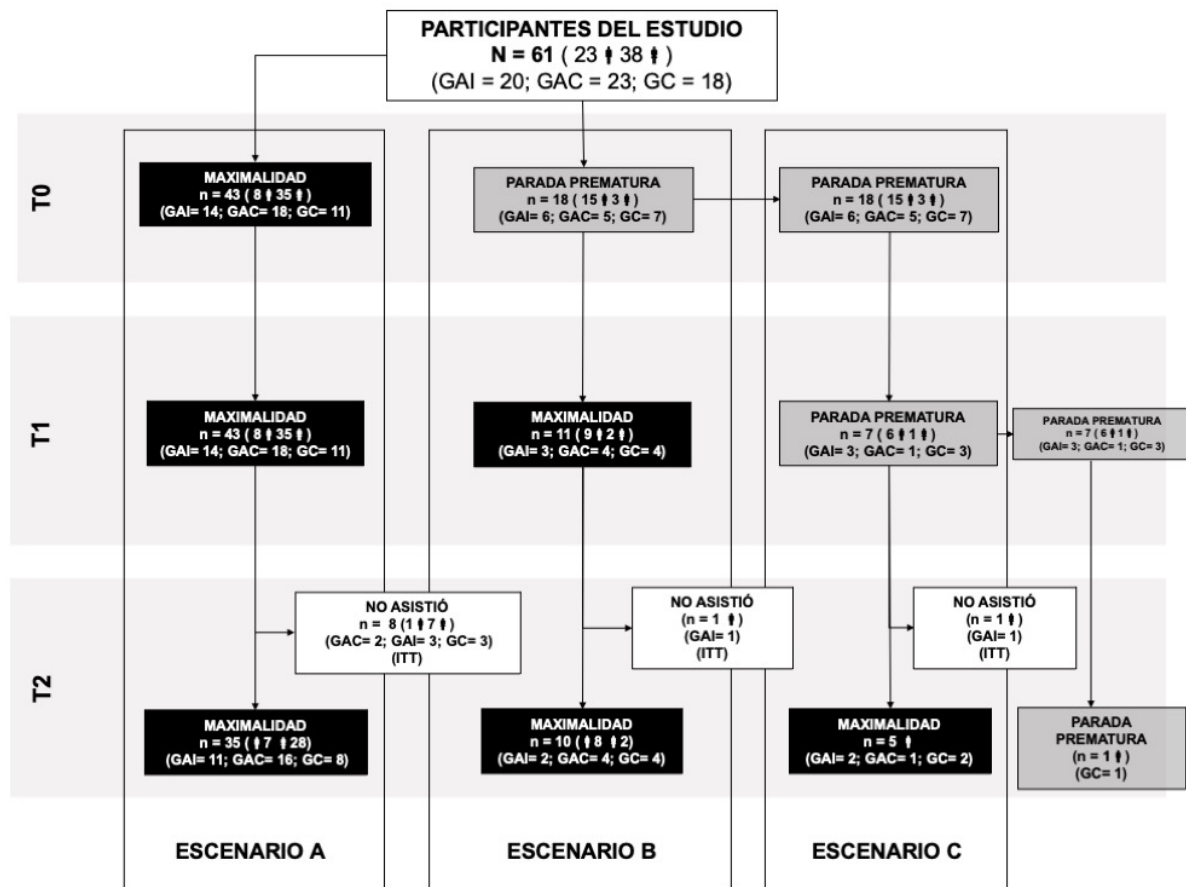 PARTICIPANTES DEL ESTUDIO
N = 61 ( 23 38 )
(GAI = 20; GAC = 23; GC = 18)
T0
MAXIMALIDAD
n = 43 ( 8 35 )
(GAI= 14; GAC= 18; GC= 11)
PARADA PREMATURA
n = 18 ( 15 3 )
(GAI= 6; GAC= 5; GC= 7)
PARADA PREMATURA
n = 18 ( 15 3 )
(GAI= 6; GAC= 5; GC= 7)
T1
MAXIMALIDAD
n = 43 ( 8 35 )
(GAI= 14; GAC= 18; GC= 11)
MAXIMALIDAD
n = 11 ( 9 2 )
(GAI= 3; GAC= 4; GC= 4)
PARADA PREMATURA
n = 7 ( 6 1 )
(GAI= 3; GAC= 1; GC= 3)
PARADA PREMATURA
n = 7 ( 6 1 )
(GAI= 3; GAC= 1; GC= 3)
T2
NO ASISTIÓ
n = 8 (1 7 )
(GAC= 2; GAI= 3; GC= 3)
(ITT)
NO ASISTIÓ
(n = 1 )
(GAI= 1)
(ITT)
NO ASISTIÓ
(n = 1 )
(GAI= 1)
(ITT)
MAXIMALIDAD
n = 35 ( 7 28)
(GAI= 11; GAC= 16; GC= 8)
MAXIMALIDAD
n = 10 ( 8 2)
(GAI= 2; GAC= 4; GC= 4)
MAXIMALIDAD
n = 5
(GAI= 2; GAC= 1; GC= 2)
PARADA
PREMATURA
(n = 1 )
(GC= 1)
ESCENARIO A
ESCENARIO B
ESCENARIO C